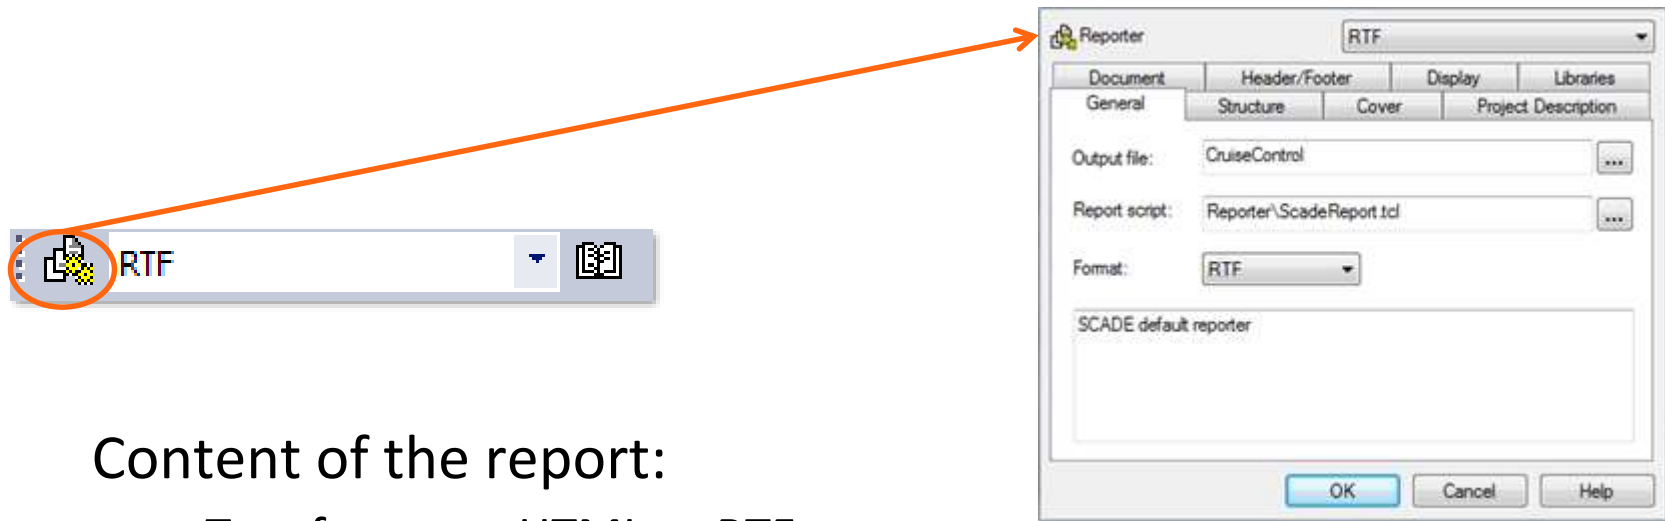 Reporter RTF
Document Header/Footer Display Libraries
General Structure Cover Project Description
Output file: CruiseControl ...
Report script: Reporter\ScadeReport.tcl ...
Format: RTF
SCADE default reporter
OK Cancel Help
RTF
Content of the report: